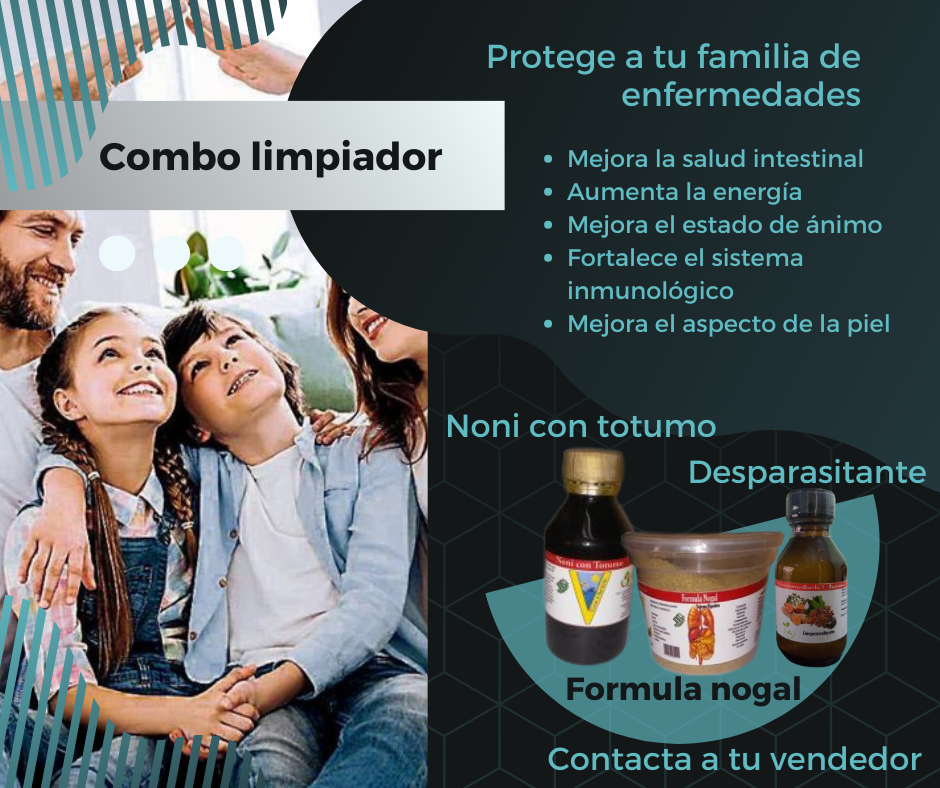 Protege a tu familia de
enfermedades
Combo limpiador
Mejora la salud intestinal
Aumenta la energía
Mejora el estado de ánimo
Fortalece el sistema
inmunológico
Mejora el aspecto de la piel
Noni con totumo
Desparasitante
Noni con Totumo
Formula Nogal
Desparasitante
Formula nogal
Contacta a tu vendedor